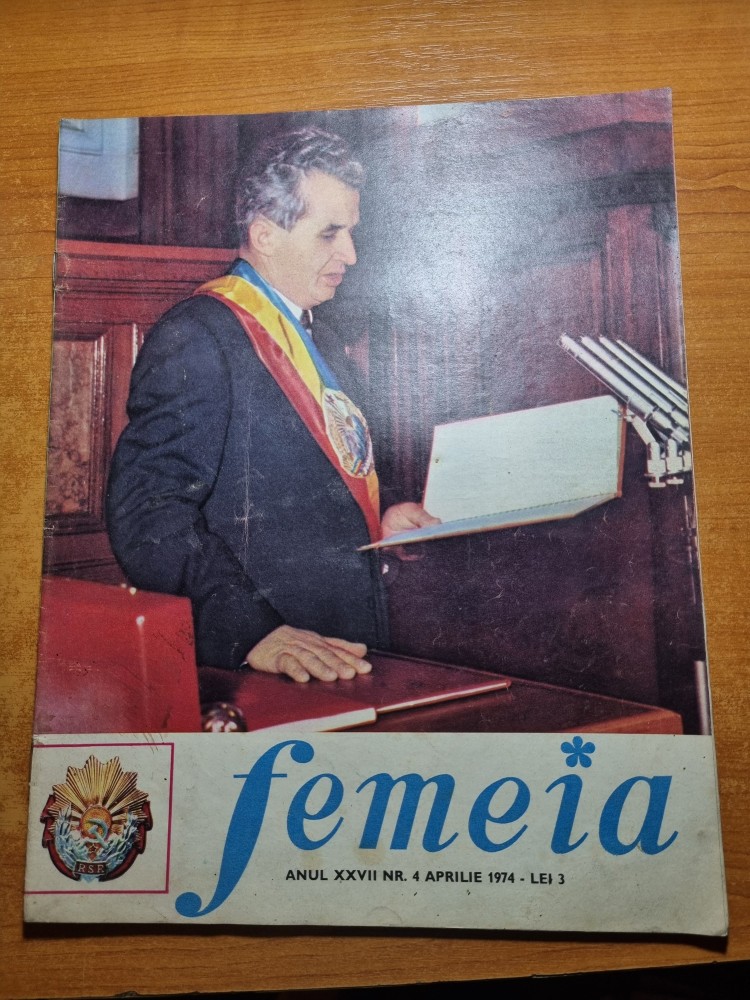 femeia
ANUL XXVII NR. 4 APRILIE 1974 - LEI 3
R.S.R.